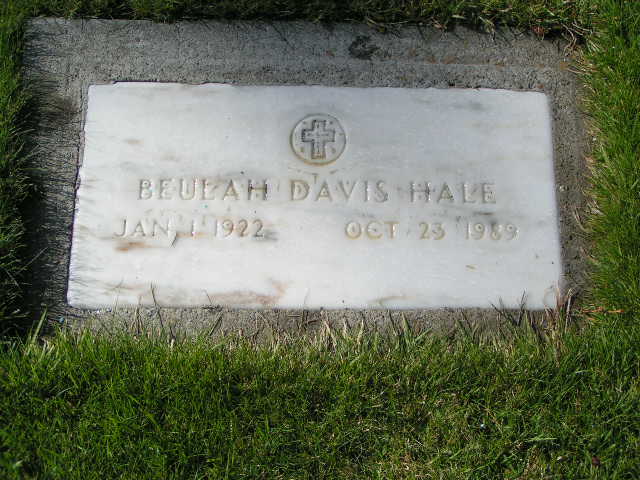 BEULAH DAVIS HALE
JAN 1 1922 OCT 23 1989